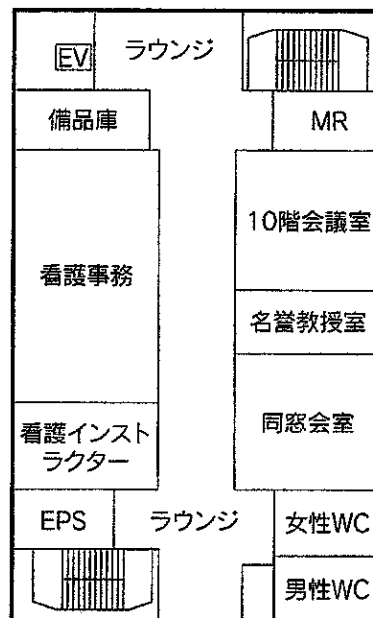 EV
ラウンジ
備品庫
MR
10階会議室
看護事務
名誉教授室
同窓会室
看護インスト
ラクター
EPS
ラウンジ
女性WC
男性WC